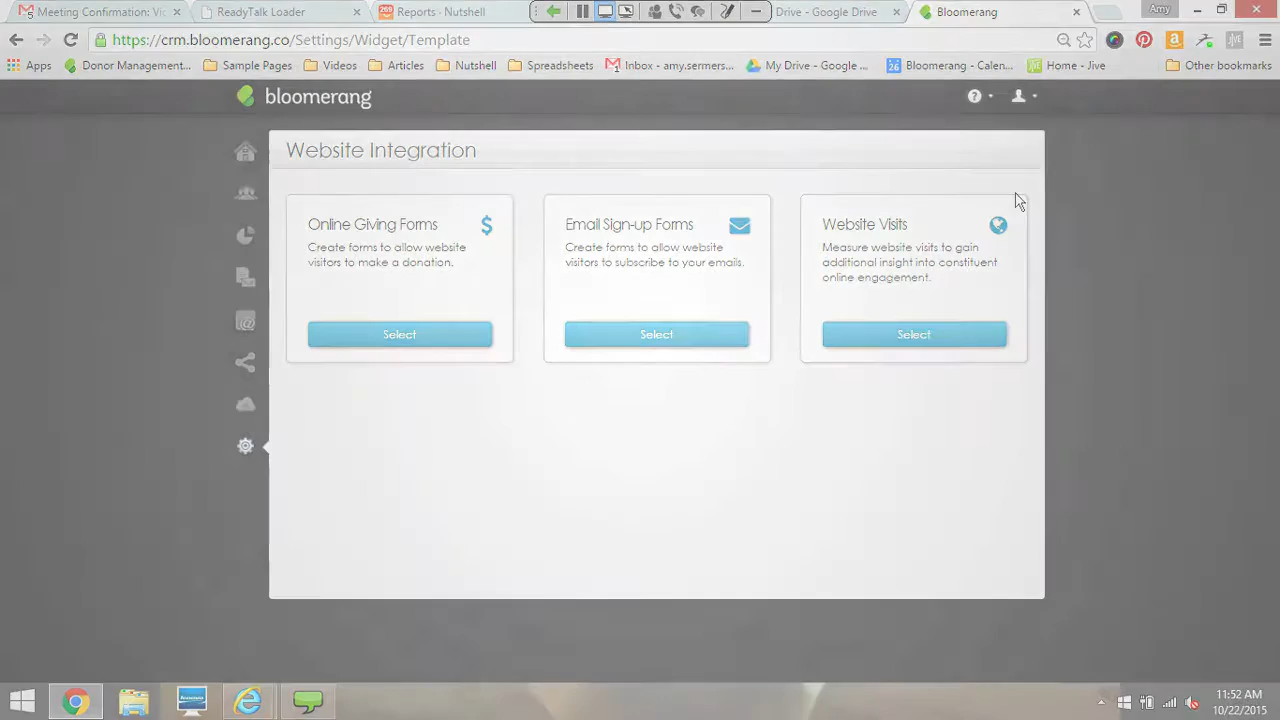 Meeting Confirmation: Vi
ReadyTalk Loader
269
Reports - Nutshell
Drive - Google Drive
Bloomerang
Amy
https://crm.bloomerang.co/Settings/Widget/Template
Apps
Donor Management...
Sample Pages
Videos
Articles
Nutshell
Spreadsheets
Inbox - amy.sermers...
My Drive - Google ...
26
Bloomerang - Calen...
Home - Jive
Other bookmarks
bloomerang
Website Integration
Online Giving Forms
$
Create forms to allow website
visitors to make a donation.
Select
Email Sign-up Forms
Create forms to allow website
visitors to subscribe to your emails.
Select
Website Visits
Measure website visits to gain
additional insight into constituent
online engagement.
Select
11:52 AM
10/22/2015